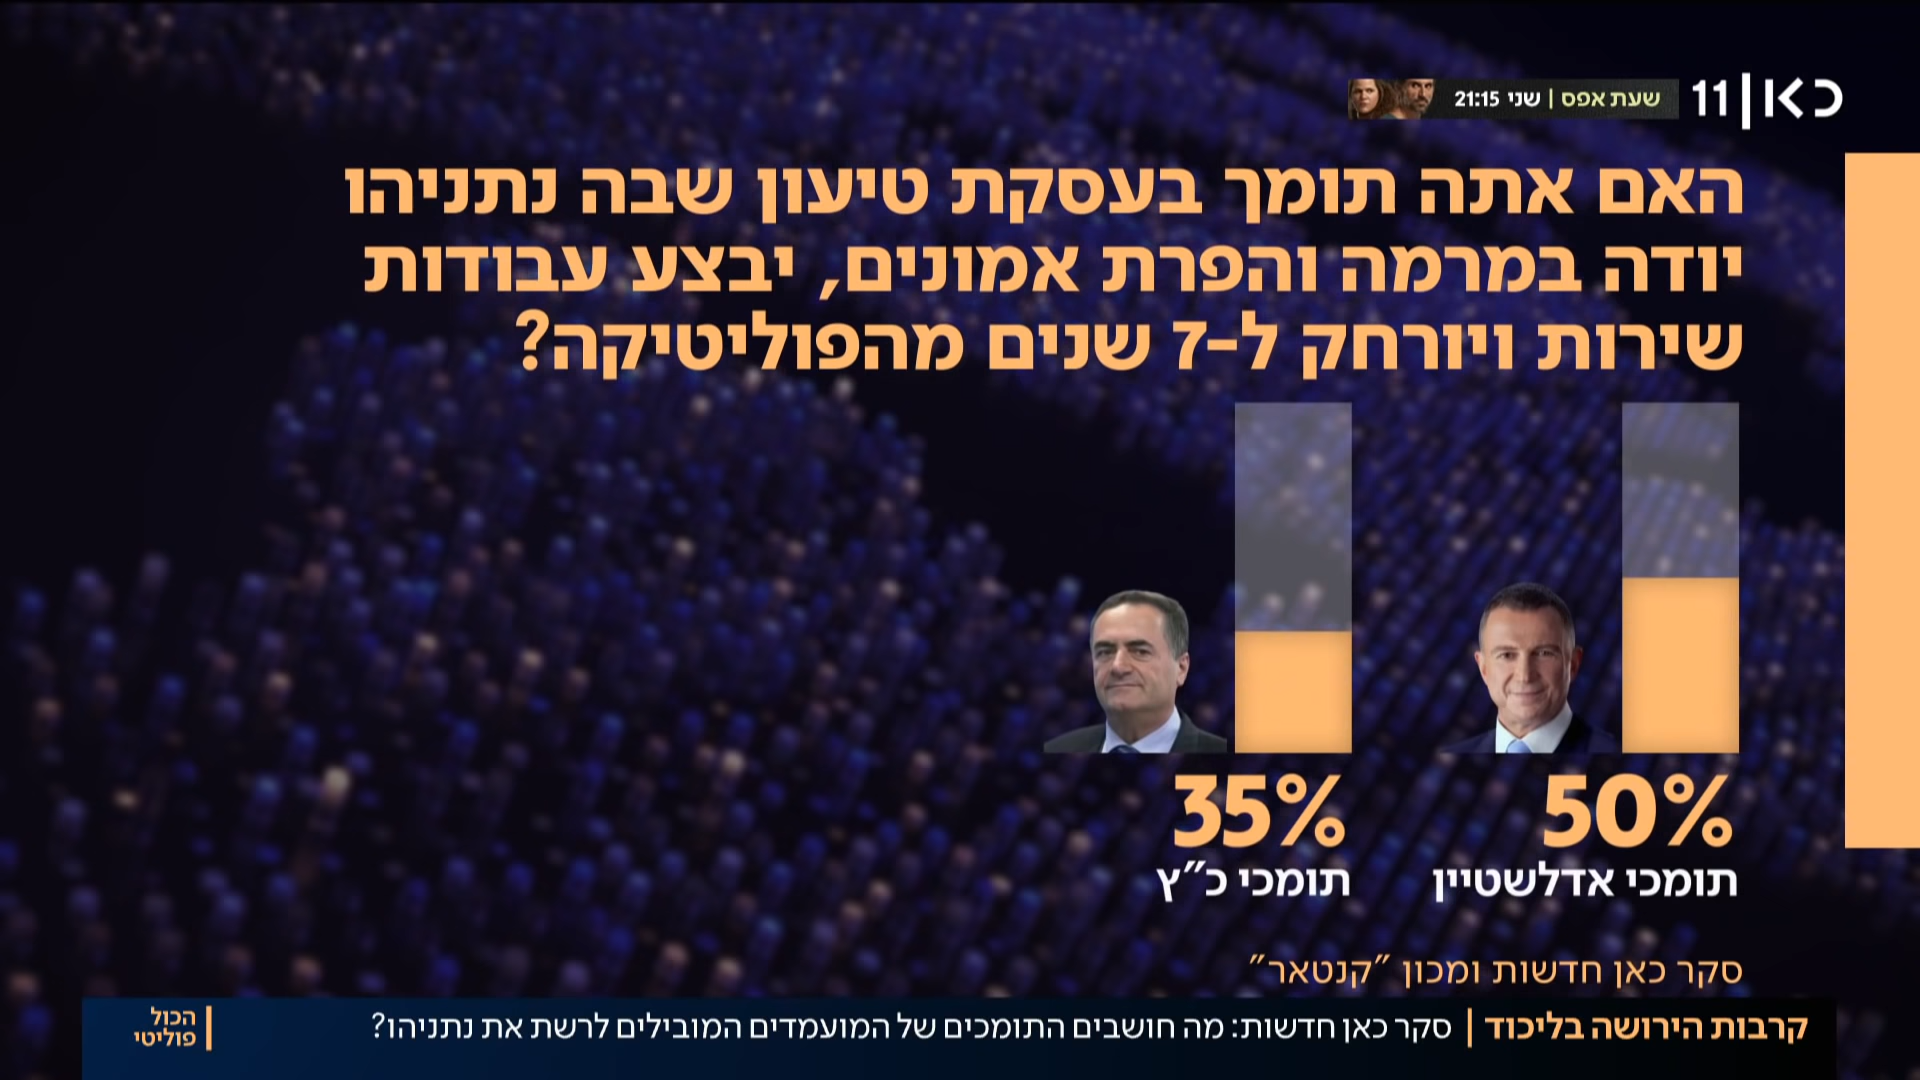 כאן 11
שעת אפס | שני 21:15
האם אתה תומך בעסקת טיעון שבה נתניהו
יודה במרמה והפרת אמונים, יבצע עבודות
שירות ויורחק ל-7 שנים מהפוליטיקה?
50%
תומכי אדלשטיין
35%
תומכי כ״ץ
סקר כאן חדשות ומכון ״קנטאר״
קרבות הירושה בליכוד | סקר כאן חדשות: מה חושבים התומכים של המועמדים המובילים לרשת את נתניהו?
הכול
פוליטי